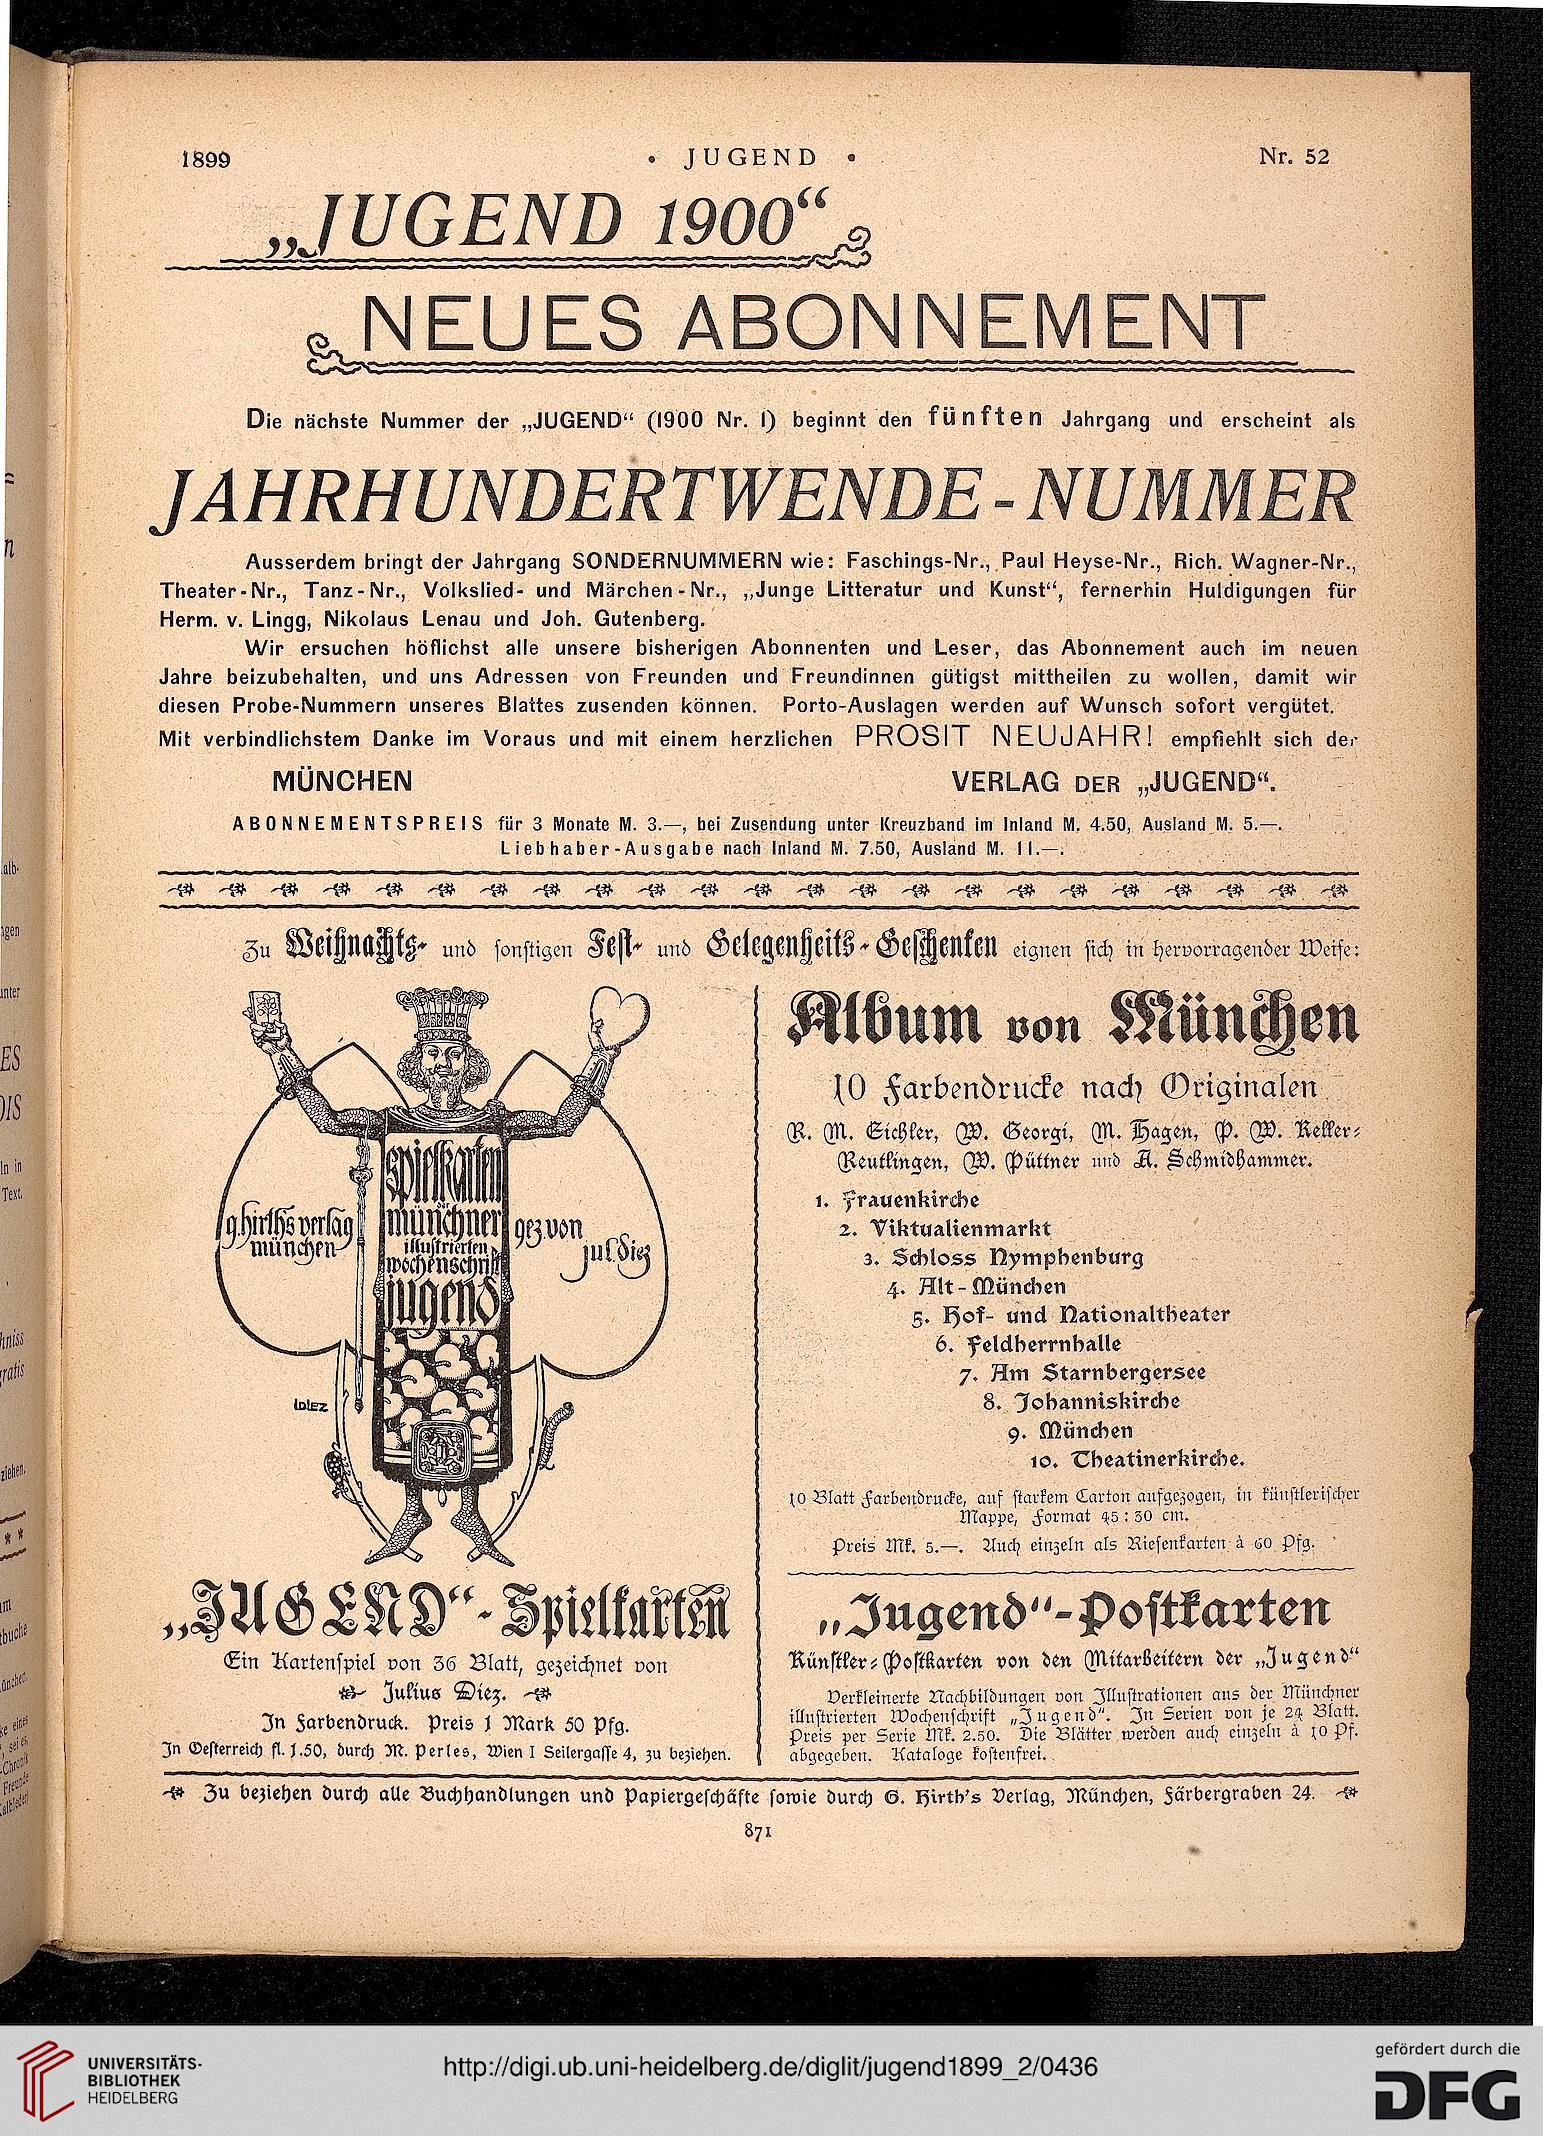 1899
• JUGEND •
Nr. 52
„JUGEND 1900“
NEUES ABONNEMENT
Die nächste Nummer der „JUGEND“ (1900 Nr. 1) beginnt den fünften Jahrgang und erscheint als
JAHRHUNDERTWENDE-NUMMER
Ausserdem bringt der Jahrgang SONDERNUMMERN wie: Faschings-Nr., Paul Heyse-Nr., Rich. Wagner-Nr.,
Theater-Nr., Tanz-Nr., Volkslied- und Märchen-Nr., „Junge Litteratur und Kunst“, fernerhin Huldigungen für
Herm. v. Lingg, Nikolaus Lenau und Joh. Gutenberg.
Wir ersuchen höflichst alle unsere bisherigen Abonnenten und Leser, das Abonnement auch im neuen
Jahre beizubehalten, und uns Adressen von Freunden und Freundinnen gütigst mittheilen zu wollen, damit wir
diesen Probe-Nummern unseres Blattes zusenden können. Porto-Auslagen werden auf Wunsch sofort vergütet.
Mit verbindlichstem Danke im Voraus und mit einem herzlichen PROSIT NEUJAHR! empfiehlt sich der
MÜNCHEN
VERLAG DER „JUGEND“.
ABONNEMENTSPREIS für 3 Monate M. 3.—, bei Zusendung unter Kreuzband im Inland M. 4.50, Ausland M. 5.—.
Liebhaber-Ausgabe nach Inland M. 7.50, Ausland M. 11.—.
Zu Weihnachts- und sonstigen Fest- und Gelegenheits-Geschenken eignen sich in hervorragender Weise:
spielkarten
münchner
illustrierten
wochenschrift
jugend
g. hirth's verlag
münchen
gez. von
jul. diez
DIEZ
„JUGEND“-Spielkarten
Ein Kartenspiel von 36 Blatt, gezeichnet von
Julius Diez.
In Farbendruck. Preis 1 Mark 50 Pfg.
In Oesterreich fl. 1.50, durch M. Perles, Wien I Seilergasse 4, zu beziehen.
Album von München
10 Farbendrucke nach Originalen
R. M. Eichler, W. Georgi, M. Hagen, P. W. Keller-
Reutlingen, W. Püttner und A. Schmidhammer.
1. Frauenkirche
2. Viktualienmarkt
3. Schloss Nymphenburg
4. Alt-München
5. Hof- und Nationaltheater
6. Feldherrnhalle
7. Am Starnbergersee
8. Johanniskirche
9. München
10. Theatinerkirche.
10 Blatt Farbendrucke, auf starkem Carton aufgezogen, in künstlerischer
Mappe, Format 45:30 cm.
Preis Mk. 5.—. Auch einzeln als Riesenkarten à 60 Pfg.
„Jugend“-Postkarten
Künstler-Postkarten von den Mitarbeitern der „Jugend“
Verkleinerte Nachbildungen von Illustrationen aus der Münchner
illustrierten Wochenschrift „Jugend“. In Serien von je 24 Blatt.
Preis per Serie Mk. 2.50. Die Blätter werden auch einzeln à 10 Pf.
abgegeben. Kataloge kostenfrei.
Zu beziehen durch alle Buchhandlungen und Papiergeschäfte sowie durch G. Hirth's Verlag, München, Färbergraben 24.
871
UNIVERSITÄTS-
BIBLIOTHEK
HEIDELBERG
http://digi.ub.uni-heidelberg.de/diglit/jugend1899_2/0436
gefördert durch die
DFG